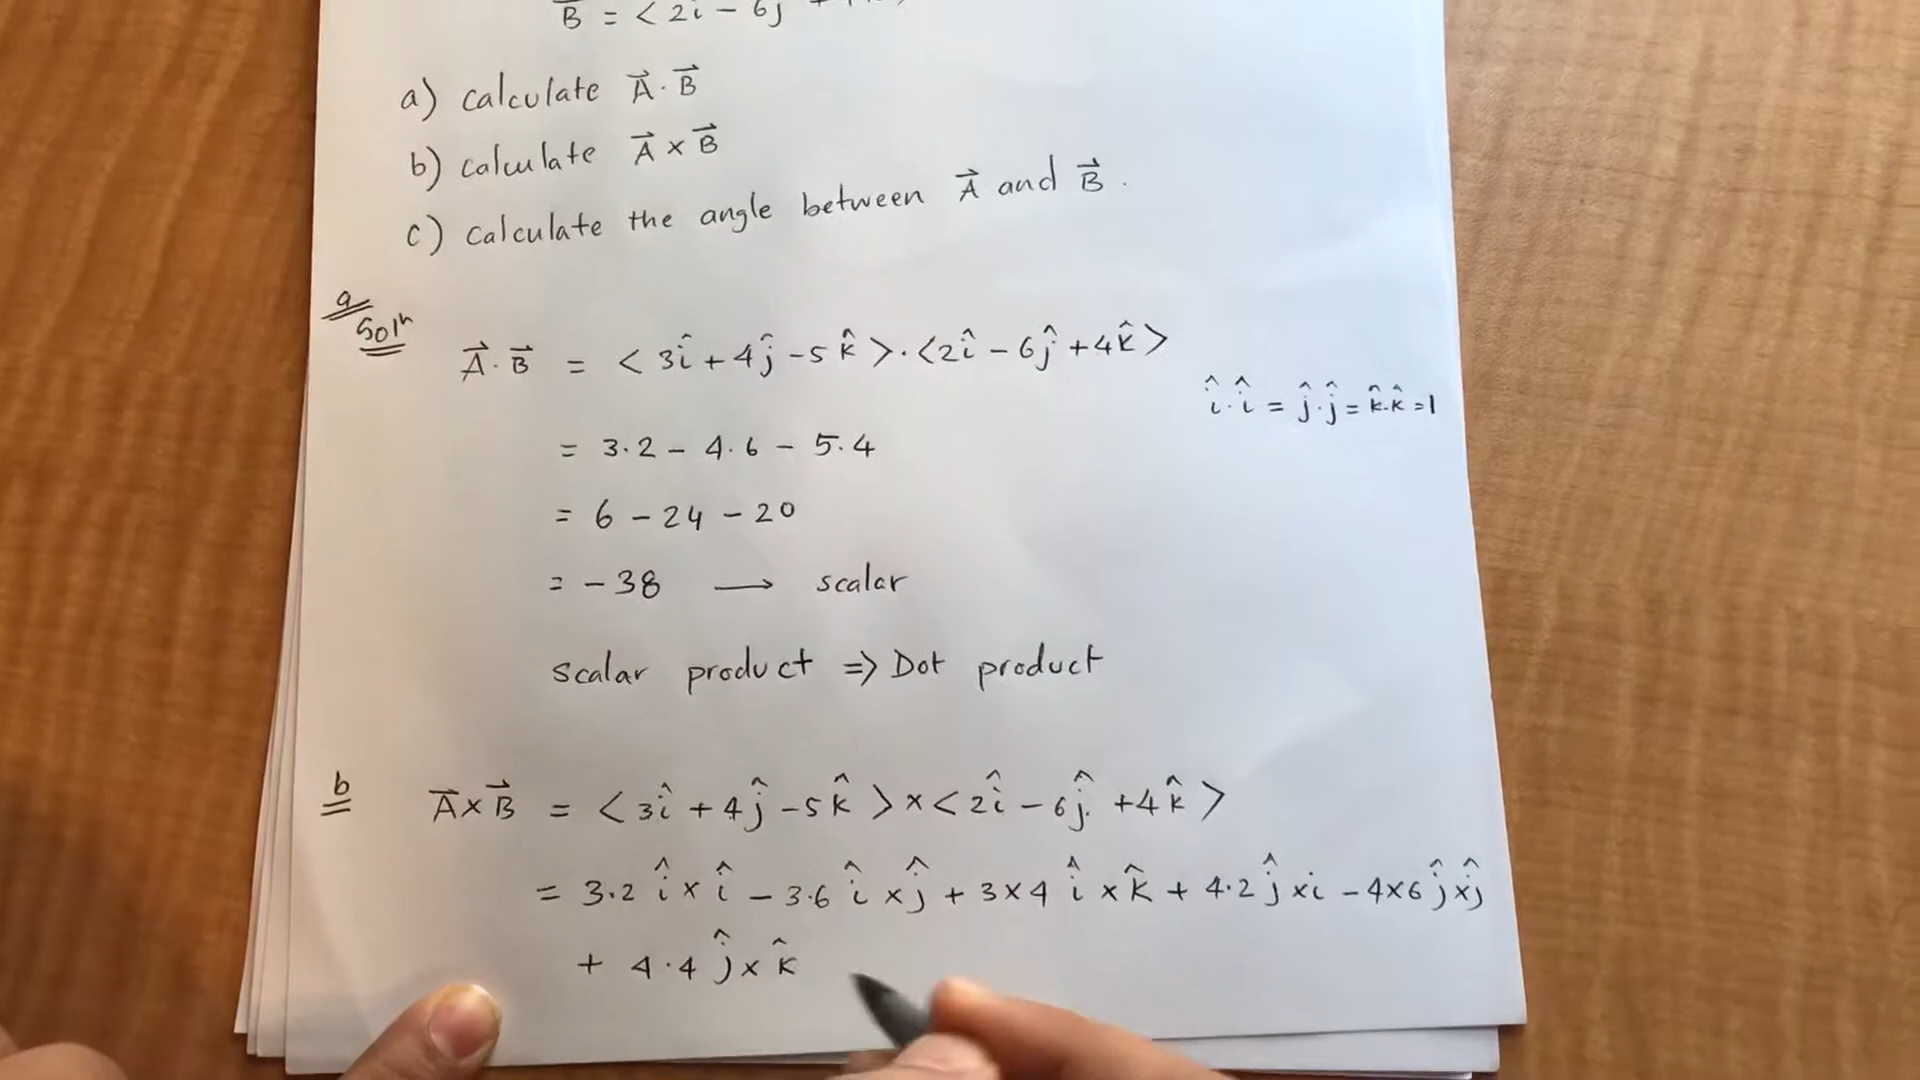 B = < 2i - 6j
a) calculate A⃗ · B⃗
b) calculate A⃗ × B⃗
c) calculate the angle between A⃗ and B⃗ .
a
Solⁿ
A⃗ · B⃗ = < 3î + 4ĵ - 5k̂ > · < 2î - 6ĵ + 4k̂ >
î · î = ĵ · ĵ = k̂ · k̂ = 1
= 3·2 - 4·6 - 5·4
= 6 - 24 - 20
= - 38 ⟶ scalar
scalar product => Dot product
b
A⃗ × B⃗ = < 3î + 4ĵ - 5k̂ > × < 2î - 6ĵ + 4k̂ >
= 3·2 î × î - 3·6 î × ĵ + 3×4 î × k̂ + 4·2 ĵ × i - 4×6 ĵ × ĵ
+ 4·4 ĵ × k̂